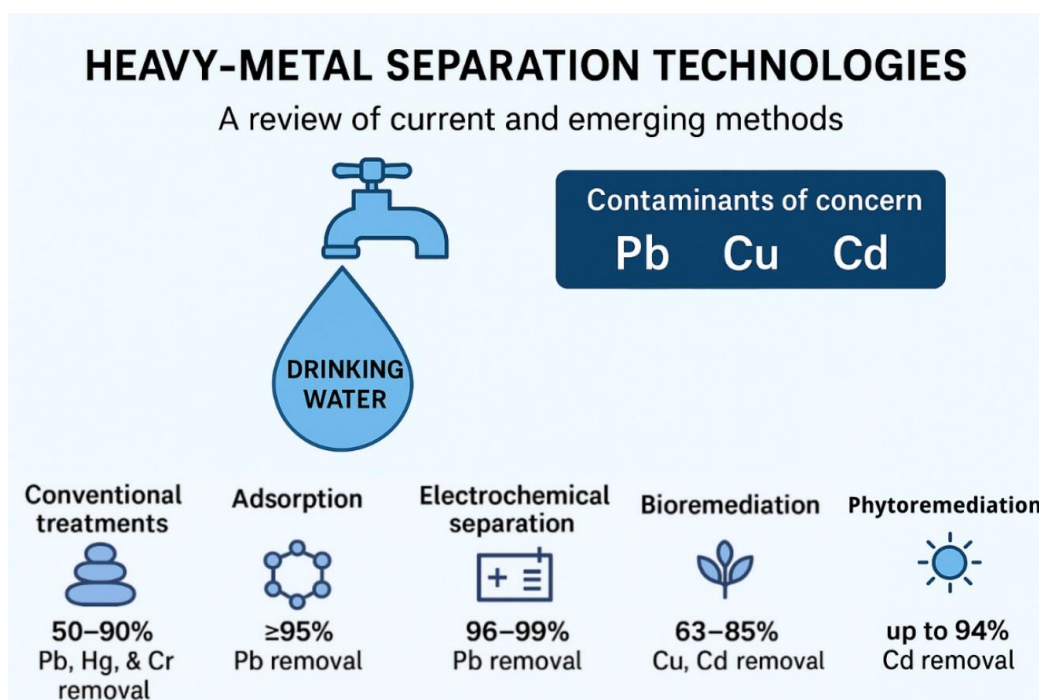 HEAVY-METAL SEPARATION TECHNOLOGIES
A review of current and emerging methods
Contaminants of concern
Pb Cu Cd
DRINKING
WATER
Conventional
treatments
50–90%
Pb, Hg, & Cr
removal
Adsorption
≥95%
Pb removal
Electrochemical
separation
96–99%
Pb removal
Bioremediation
63–85%
Cu, Cd removal
Phytoremediation
up to 94%
Cd removal